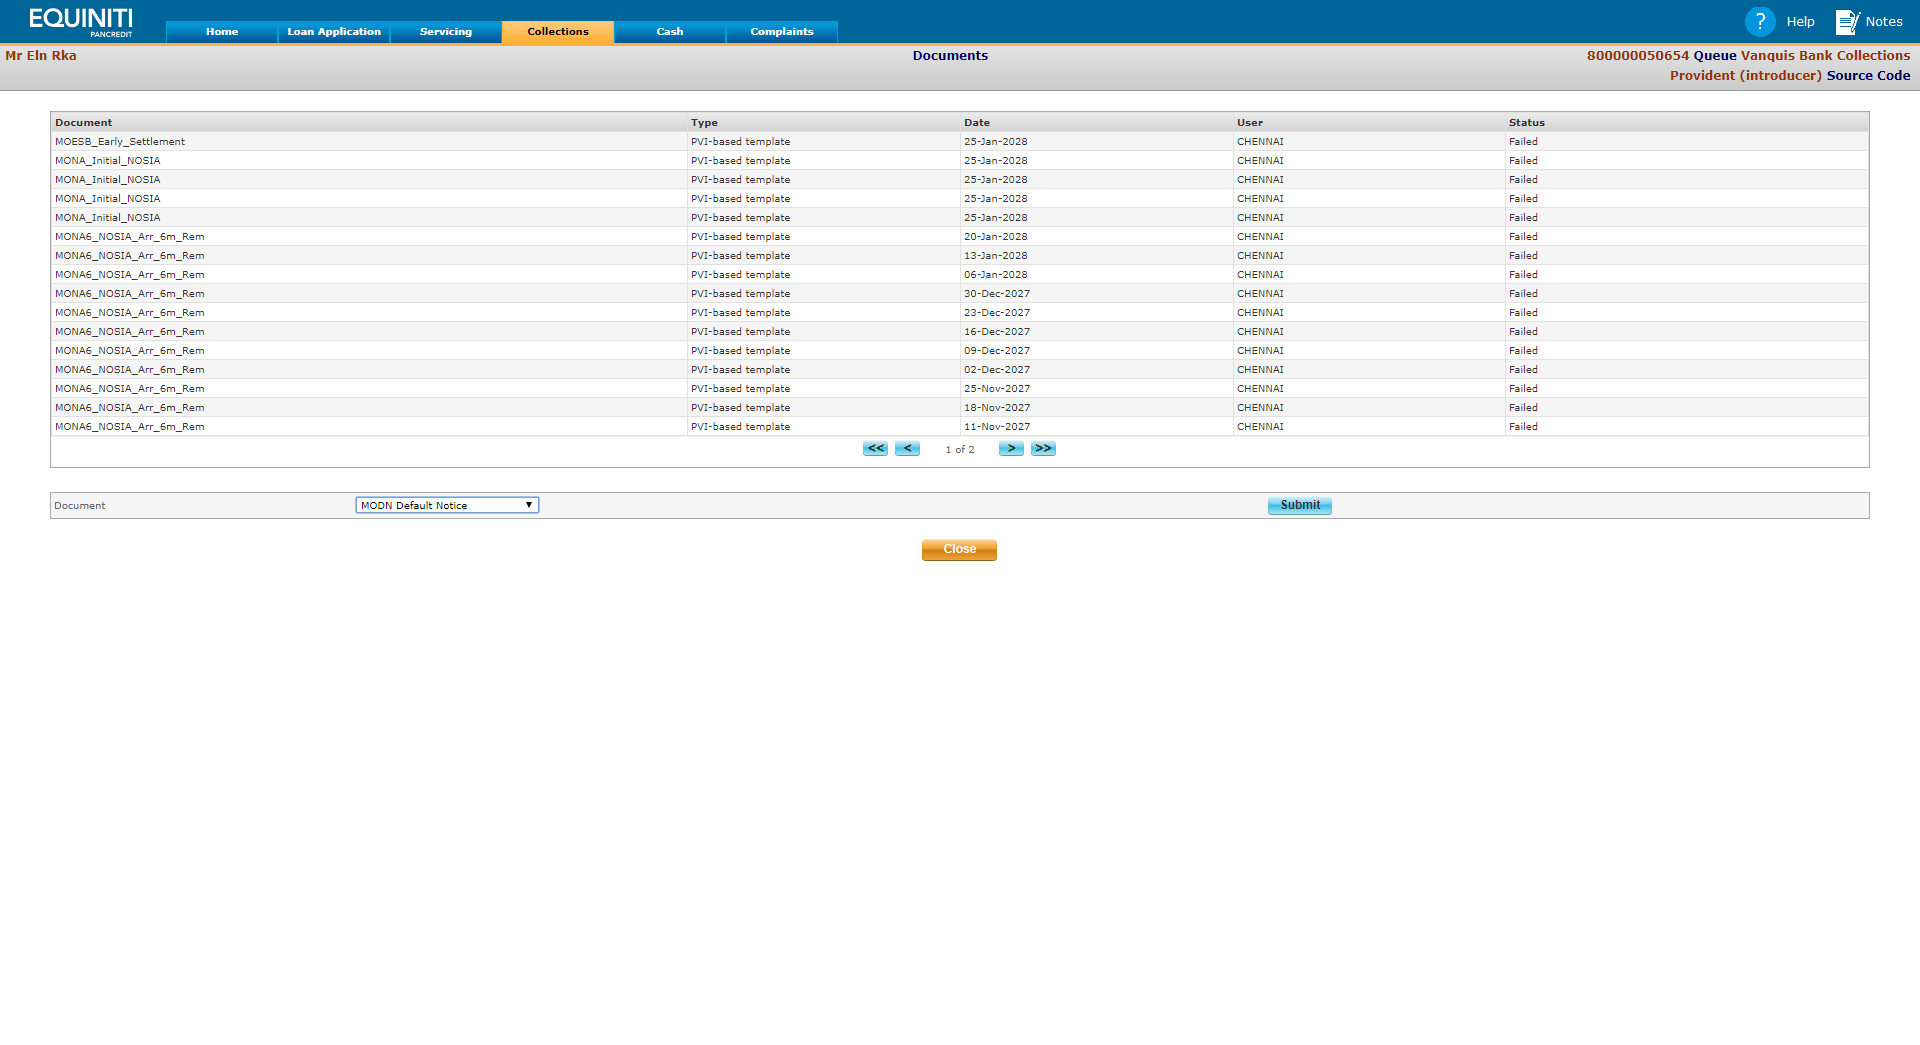 EQUINITI
PANCREDIT
Home Loan Application Servicing Collections Cash Complaints
? Help Notes
Mr Eln Rka Documents 800000050654 Queue Vanquis Bank Collections
Provident (introducer) Source Code
Document Type Date User Status
MOESB_Early_Settlement PVI-based template 25-Jan-2028 CHENNAI Failed
MONA_Initial_NOSIA PVI-based template 25-Jan-2028 CHENNAI Failed
MONA_Initial_NOSIA PVI-based template 25-Jan-2028 CHENNAI Failed
MONA_Initial_NOSIA PVI-based template 25-Jan-2028 CHENNAI Failed
MONA_Initial_NOSIA PVI-based template 25-Jan-2028 CHENNAI Failed
MONA6_NOSIA_Arr_6m_Rem PVI-based template 20-Jan-2028 CHENNAI Failed
MONA6_NOSIA_Arr_6m_Rem PVI-based template 13-Jan-2028 CHENNAI Failed
MONA6_NOSIA_Arr_6m_Rem PVI-based template 06-Jan-2028 CHENNAI Failed
MONA6_NOSIA_Arr_6m_Rem PVI-based template 30-Dec-2027 CHENNAI Failed
MONA6_NOSIA_Arr_6m_Rem PVI-based template 23-Dec-2027 CHENNAI Failed
MONA6_NOSIA_Arr_6m_Rem PVI-based template 16-Dec-2027 CHENNAI Failed
MONA6_NOSIA_Arr_6m_Rem PVI-based template 09-Dec-2027 CHENNAI Failed
MONA6_NOSIA_Arr_6m_Rem PVI-based template 02-Dec-2027 CHENNAI Failed
MONA6_NOSIA_Arr_6m_Rem PVI-based template 25-Nov-2027 CHENNAI Failed
MONA6_NOSIA_Arr_6m_Rem PVI-based template 18-Nov-2027 CHENNAI Failed
MONA6_NOSIA_Arr_6m_Rem PVI-based template 11-Nov-2027 CHENNAI Failed
<< < 1 of 2 > >>
Document MODN Default Notice Submit
Close